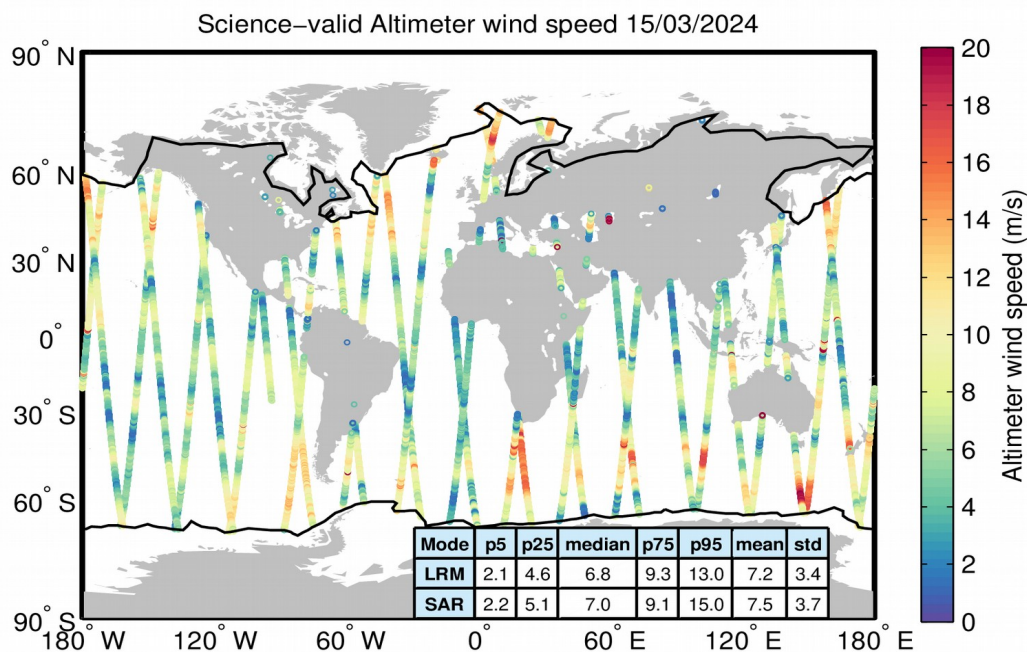 Science−valid Altimeter wind speed 15/03/2024
90° N
60° N
30° N
0°
30° S
60° S
90° S
180° W
120° W
60° W
0°
60° E
120° E
180° E
Mode p5 p25 median p75 p95 mean std
LRM 2.1 4.6 6.8 9.3 13.0 7.2 3.4
SAR 2.2 5.1 7.0 9.1 15.0 7.5 3.7
20
18
16
14
12
10
8
6
4
2
0
Altimeter wind speed (m/s)